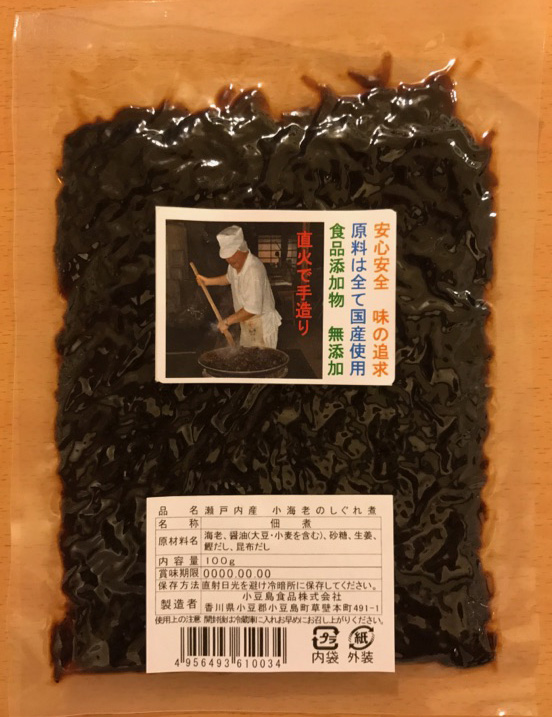 安心安全　味の追求
原料は全て国産使用
食品添加物　無添加
直火で手造り
品　名 瀬戸内産　小海老のしぐれ煮
名　称 佃　煮
原材料名 海老、醤油(大豆・小麦を含む)、砂糖、生姜、
鰹だし、昆布だし
内容量 100g
賞味期限 0000.00.00
保存方法 直射日光を避け冷暗所に保存してください。
製造者 小豆島食品株式会社
香川県小豆郡小豆島町草壁本町491-1
使用上の注意 開封後は冷蔵庫に入れお早めにお召し上がりください。
4956493610034
プラ 紙
内袋 外装